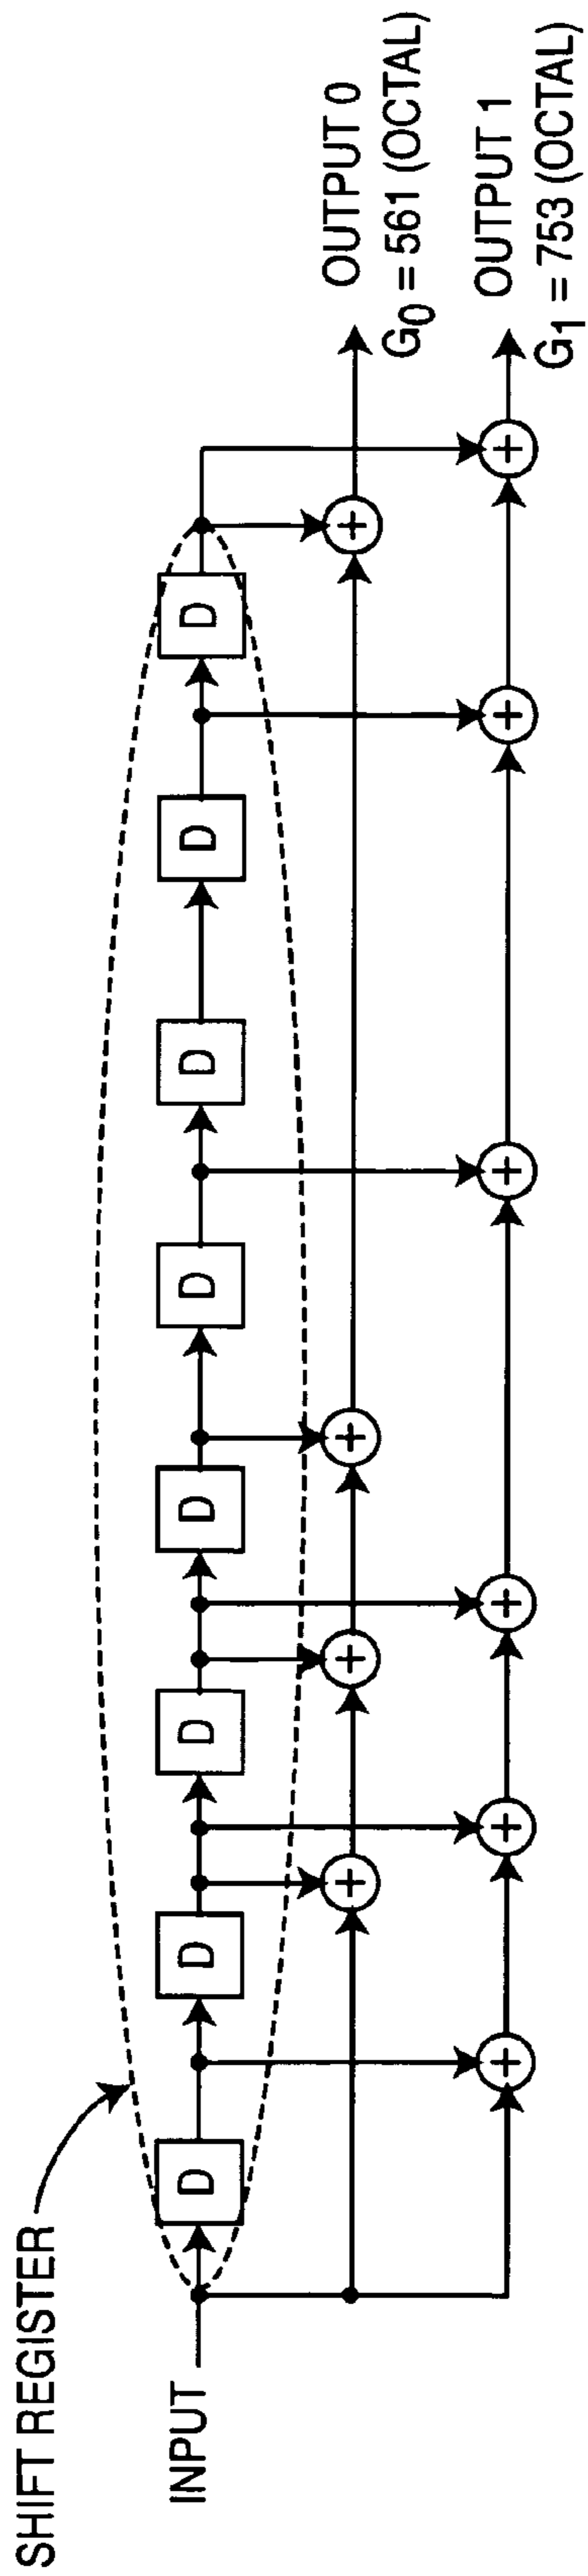 SHIFT REGISTER
INPUT
D D D D D D D D
+ + + +
OUTPUT 0
G0 = 561 (OCTAL)
+ + + + + +
OUTPUT 1
G1 = 753 (OCTAL)